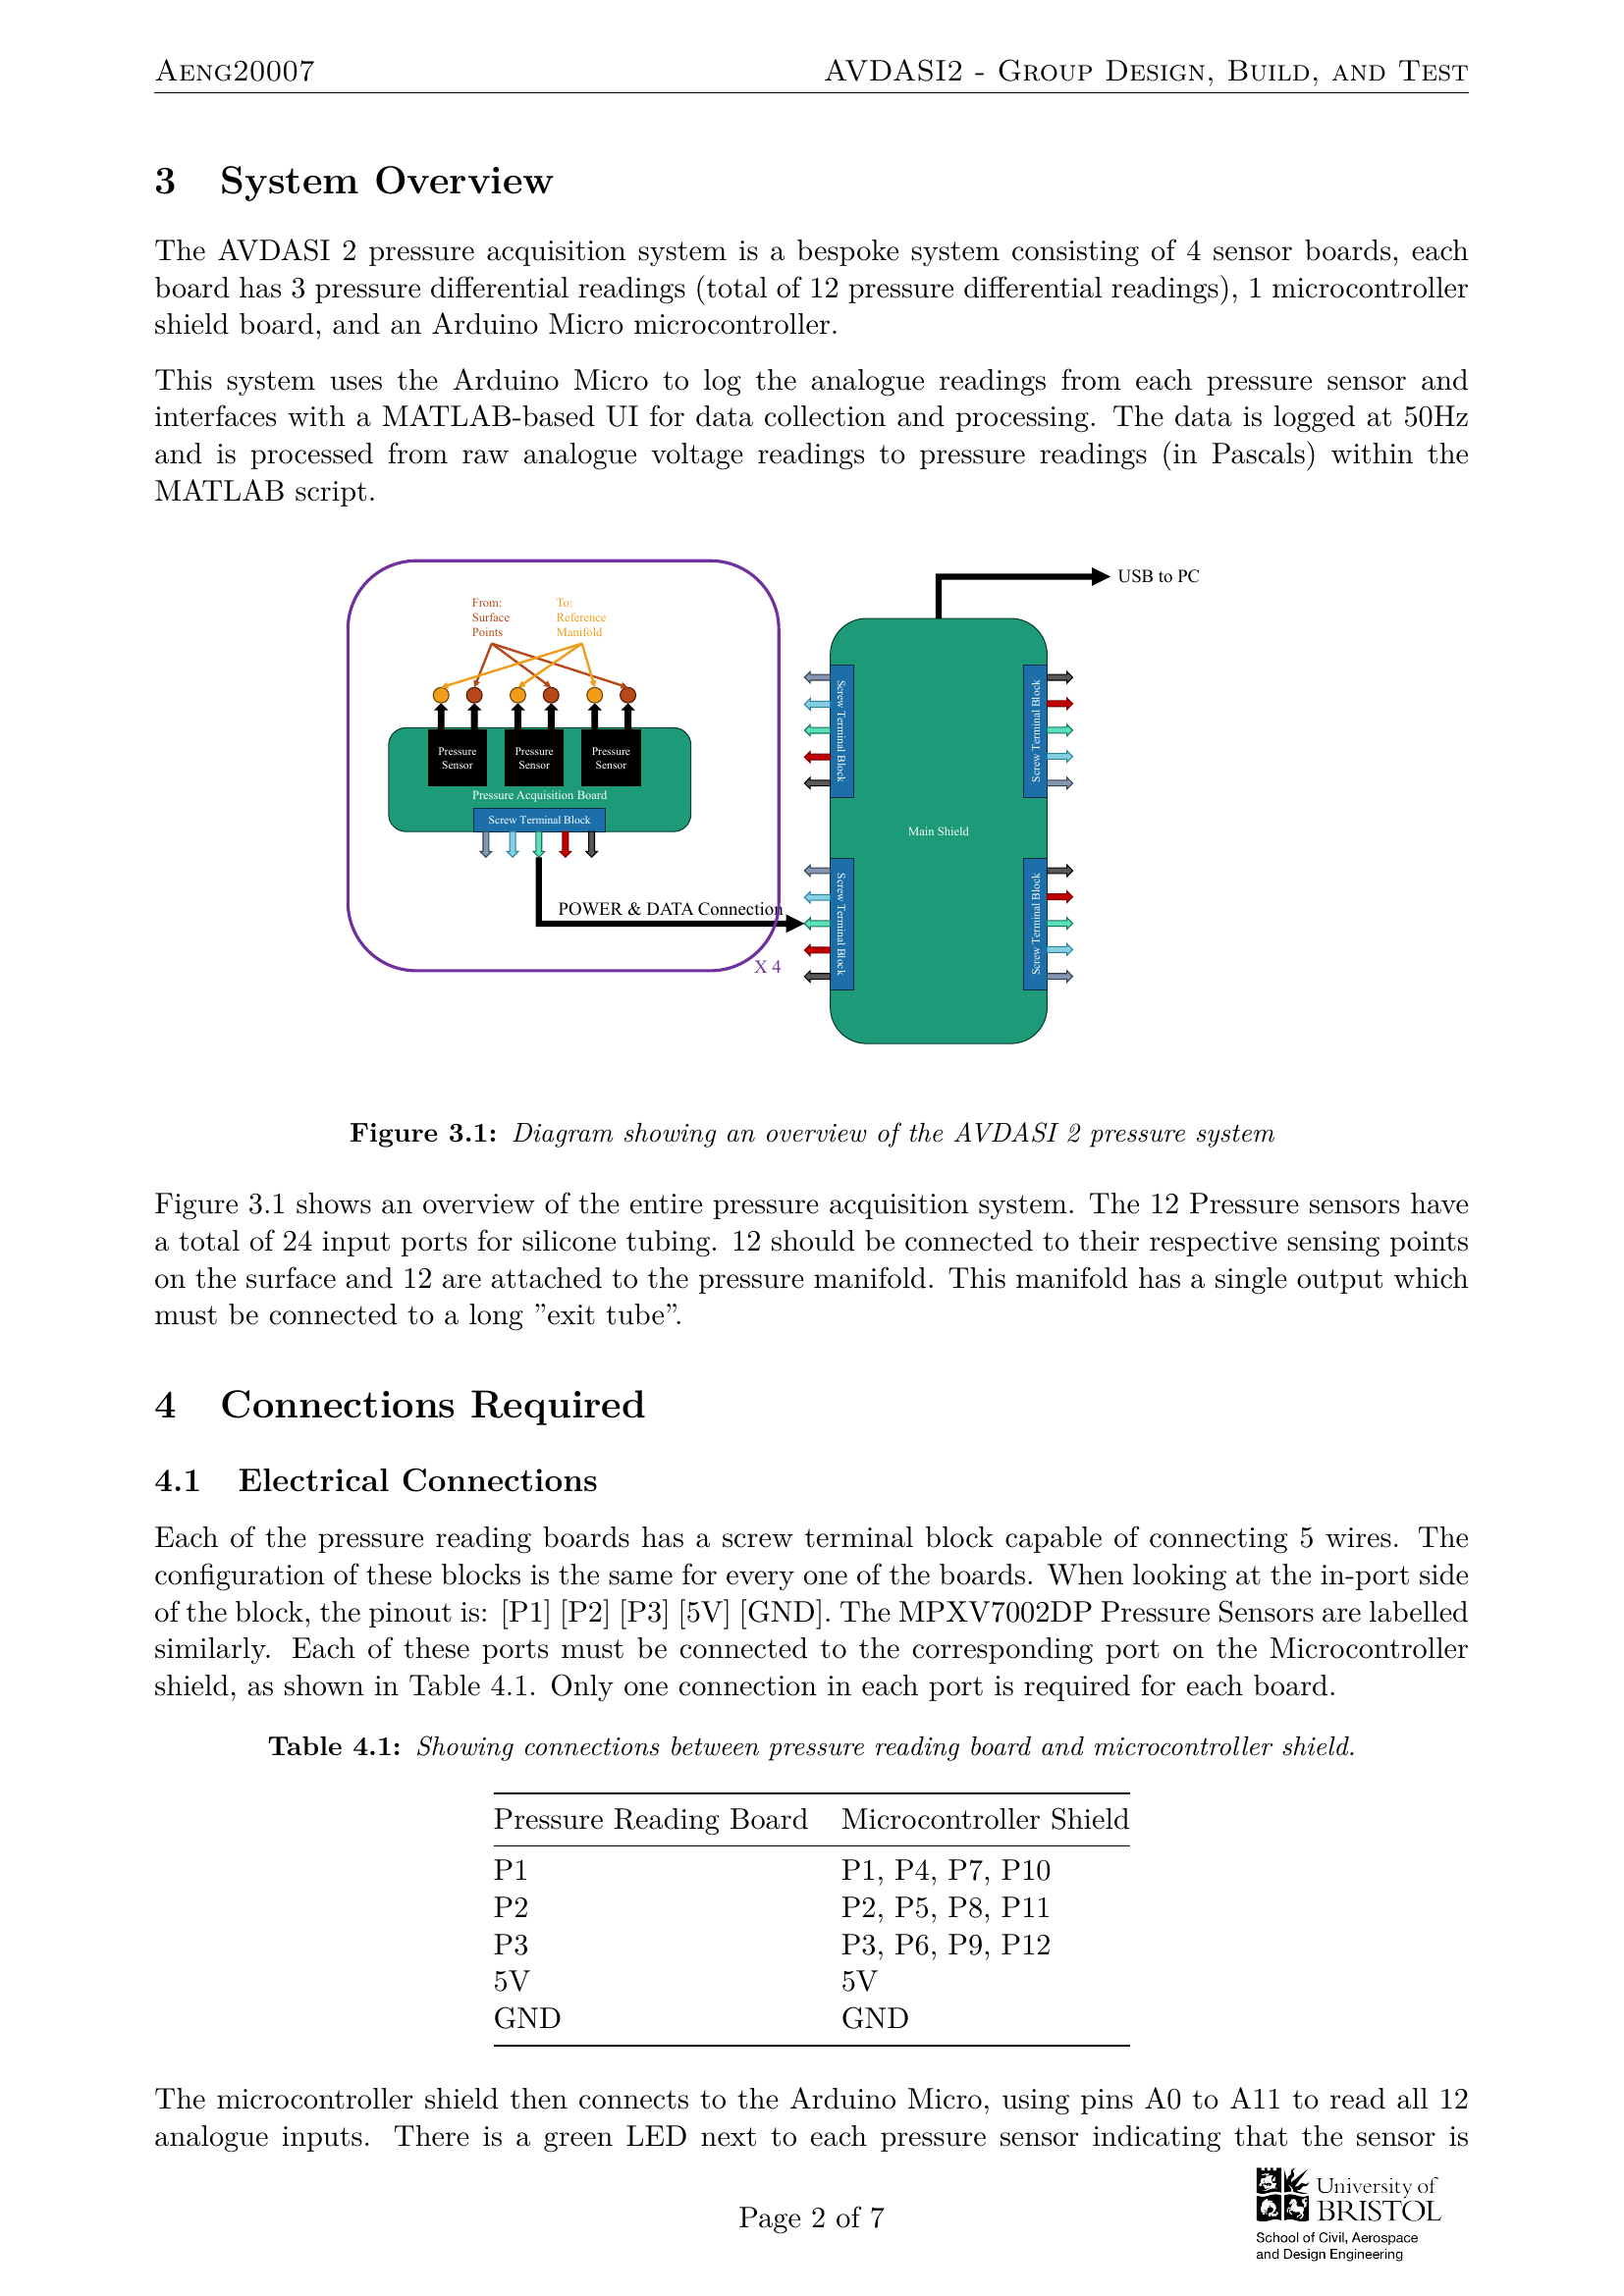 AENG20007 AVDASI2 - GROUP DESIGN, BUILD, AND TEST
3 System Overview
The AVDASI 2 pressure acquisition system is a bespoke system consisting of 4 sensor boards, each
board has 3 pressure differential readings (total of 12 pressure differential readings), 1 microcontroller
shield board, and an Arduino Micro microcontroller.
This system uses the Arduino Micro to log the analogue readings from each pressure sensor and
interfaces with a MATLAB-based UI for data collection and processing. The data is logged at 50Hz
and is processed from raw analogue voltage readings to pressure readings (in Pascals) within the
MATLAB script.
USB to PC
From:
Surface
Points
To:
Reference
Manifold
Pressure
Sensor
Pressure
Sensor
Pressure
Sensor
Pressure Acquisition Board
Screw Terminal Block
POWER & DATA Connection
X 4
Screw Terminal Block
Screw Terminal Block
Main Shield
Screw Terminal Block
Screw Terminal Block
Figure 3.1: Diagram showing an overview of the AVDASI 2 pressure system
Figure 3.1 shows an overview of the entire pressure acquisition system. The 12 Pressure sensors have
a total of 24 input ports for silicone tubing. 12 should be connected to their respective sensing points
on the surface and 12 are attached to the pressure manifold. This manifold has a single output which
must be connected to a long ”exit tube”.
4 Connections Required
4.1 Electrical Connections
Each of the pressure reading boards has a screw terminal block capable of connecting 5 wires. The
configuration of these blocks is the same for every one of the boards. When looking at the in-port side
of the block, the pinout is: [P1] [P2] [P3] [5V] [GND]. The MPXV7002DP Pressure Sensors are labelled
similarly. Each of these ports must be connected to the corresponding port on the Microcontroller
shield, as shown in Table 4.1. Only one connection in each port is required for each board.
Table 4.1: Showing connections between pressure reading board and microcontroller shield.
Pressure Reading Board Microcontroller Shield
P1 P1, P4, P7, P10
P2 P2, P5, P8, P11
P3 P3, P6, P9, P12
5V 5V
GND GND
The microcontroller shield then connects to the Arduino Micro, using pins A0 to A11 to read all 12
analogue inputs. There is a green LED next to each pressure sensor indicating that the sensor is
Page 2 of 7
University of
BRISTOL
School of Civil, Aerospace
and Design Engineering